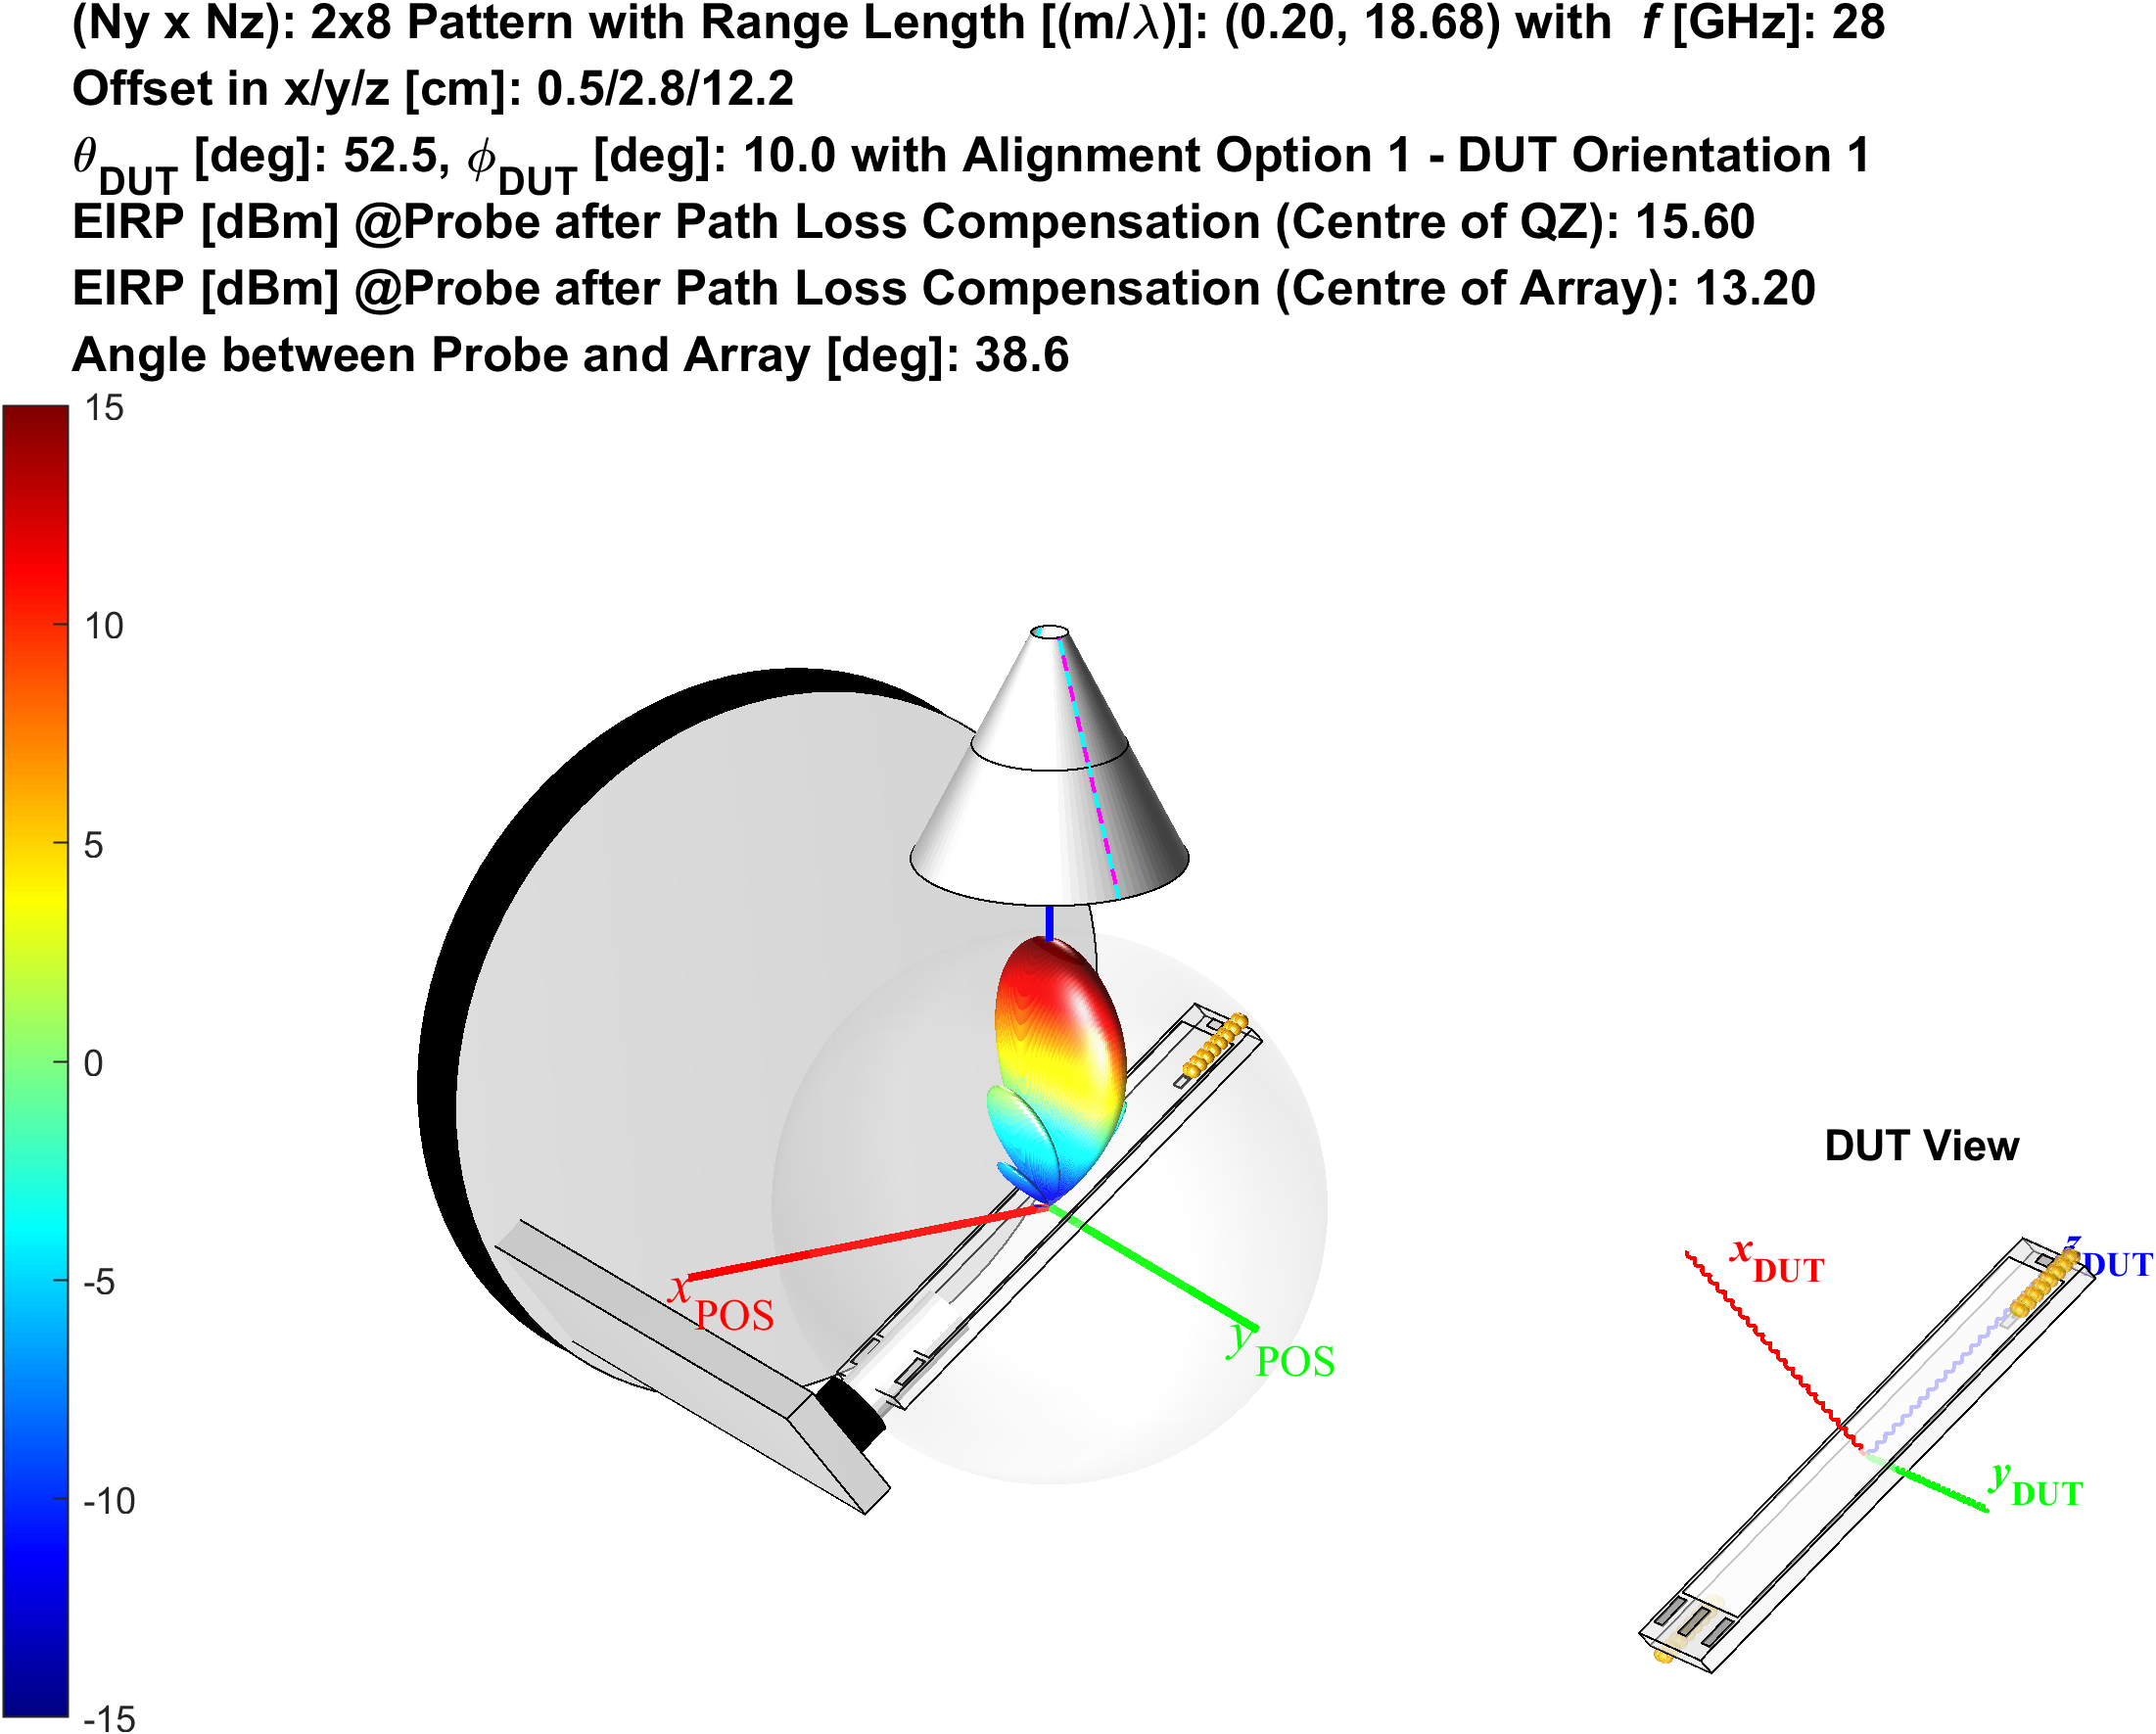 (Ny x Nz): 2x8 Pattern with Range Length [(m/λ)]: (0.20, 18.68) with f [GHz]: 28
Offset in x/y/z [cm]: 0.5/2.8/12.2
θDUT [deg]: 52.5, ϕDUT [deg]: 10.0 with Alignment Option 1 - DUT Orientation 1
EIRP [dBm] @Probe after Path Loss Compensation (Centre of QZ): 15.60
EIRP [dBm] @Probe after Path Loss Compensation (Centre of Array): 13.20
Angle between Probe and Array [deg]: 38.6
15
10
5
0
-5
-10
-15
xPOS
yPOS
DUT View
xDUT
zDUT
yDUT